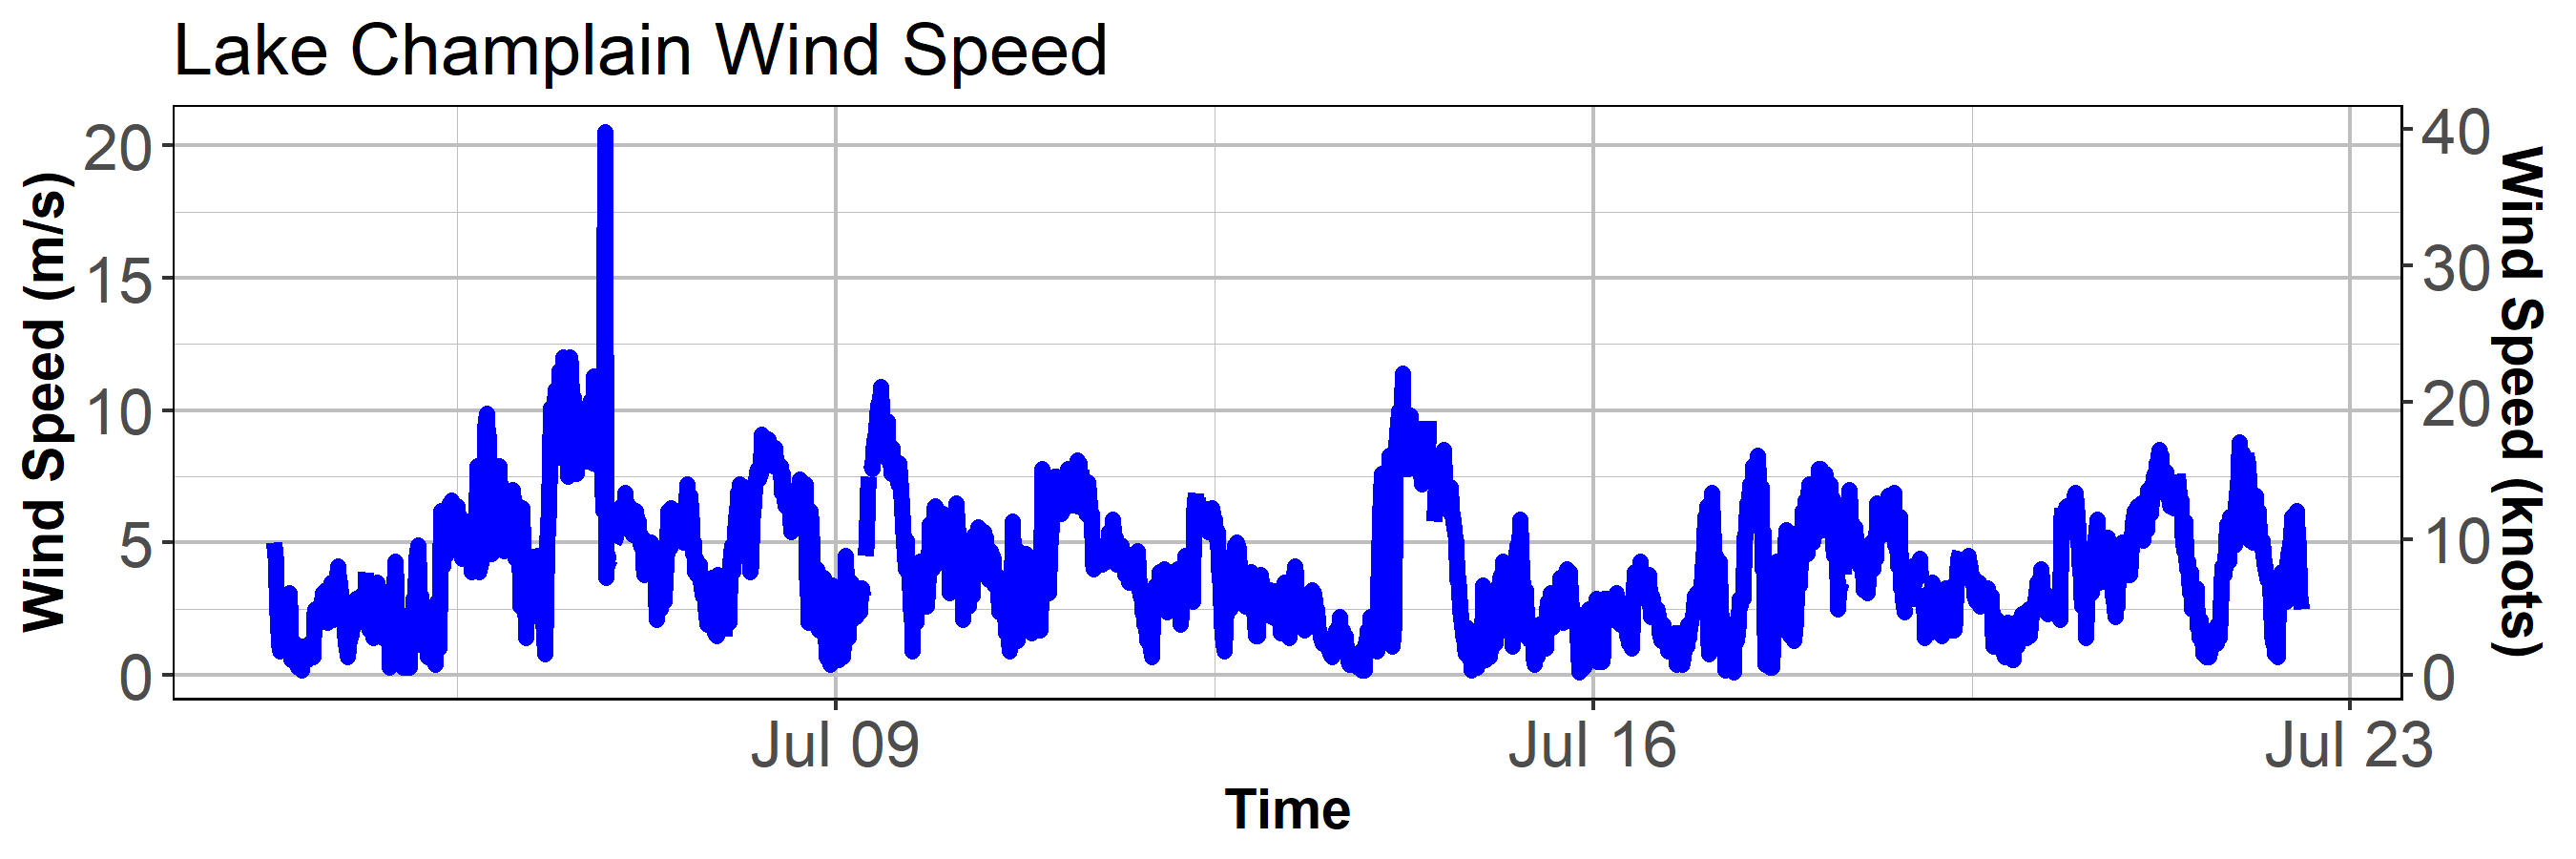 Lake Champlain Wind Speed
Wind Speed (m/s)
20
15
10
5
0
40
30
20
10
0
Wind Speed (knots)
Jul 09
Jul 16
Jul 23
Time